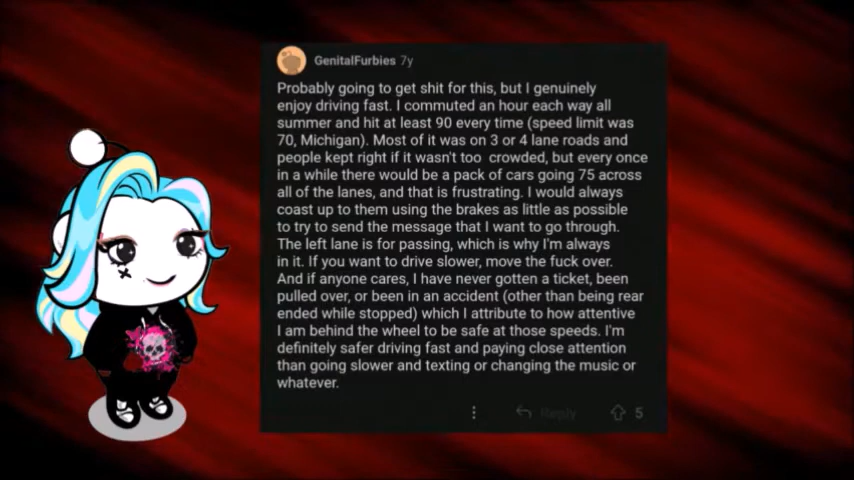 GenitalFurbies 7y
Probably going to get shit for this, but I genuinely
enjoy driving fast. I commuted an hour each way all
summer and hit at least 90 every time (speed limit was
70, Michigan). Most of it was on 3 or 4 lane roads and
people kept right if it wasn't too crowded, but every once
in a while there would be a pack of cars going 75 across
all of the lanes, and that is frustrating. I would always
coast up to them using the brakes as little as possible
to try to send the message that I want to go through.
The left lane is for passing, which is why I'm always
in it. If you want to drive slower, move the fuck over.
And if anyone cares, I have never gotten a ticket, been
pulled over, or been in an accident (other than being rear
ended while stopped) which I attribute to how attentive
I am behind the wheel to be safe at those speeds. I'm
definitely safer driving fast and paying close attention
than going slower and texting or changing the music or
whatever.
Reply 5